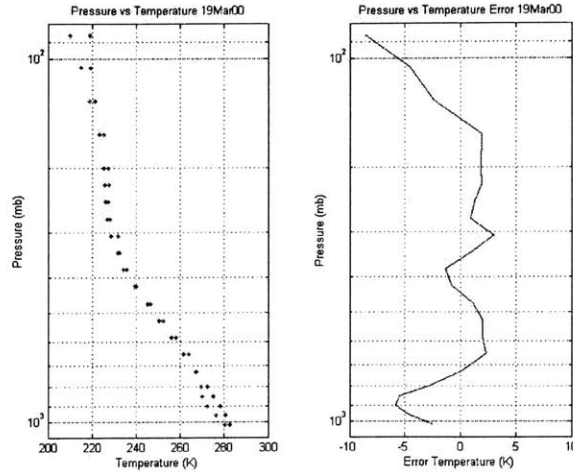 Pressure vs Temperature 19Mar00
Pressure (mb)
10²
10³
200 220 240 260 280 300
Temperature (K)
Pressure vs Temperature Error 19Mar00
Pressure (mb)
10²
10³
-10 -5 0 5 10
Error Temperature (K)